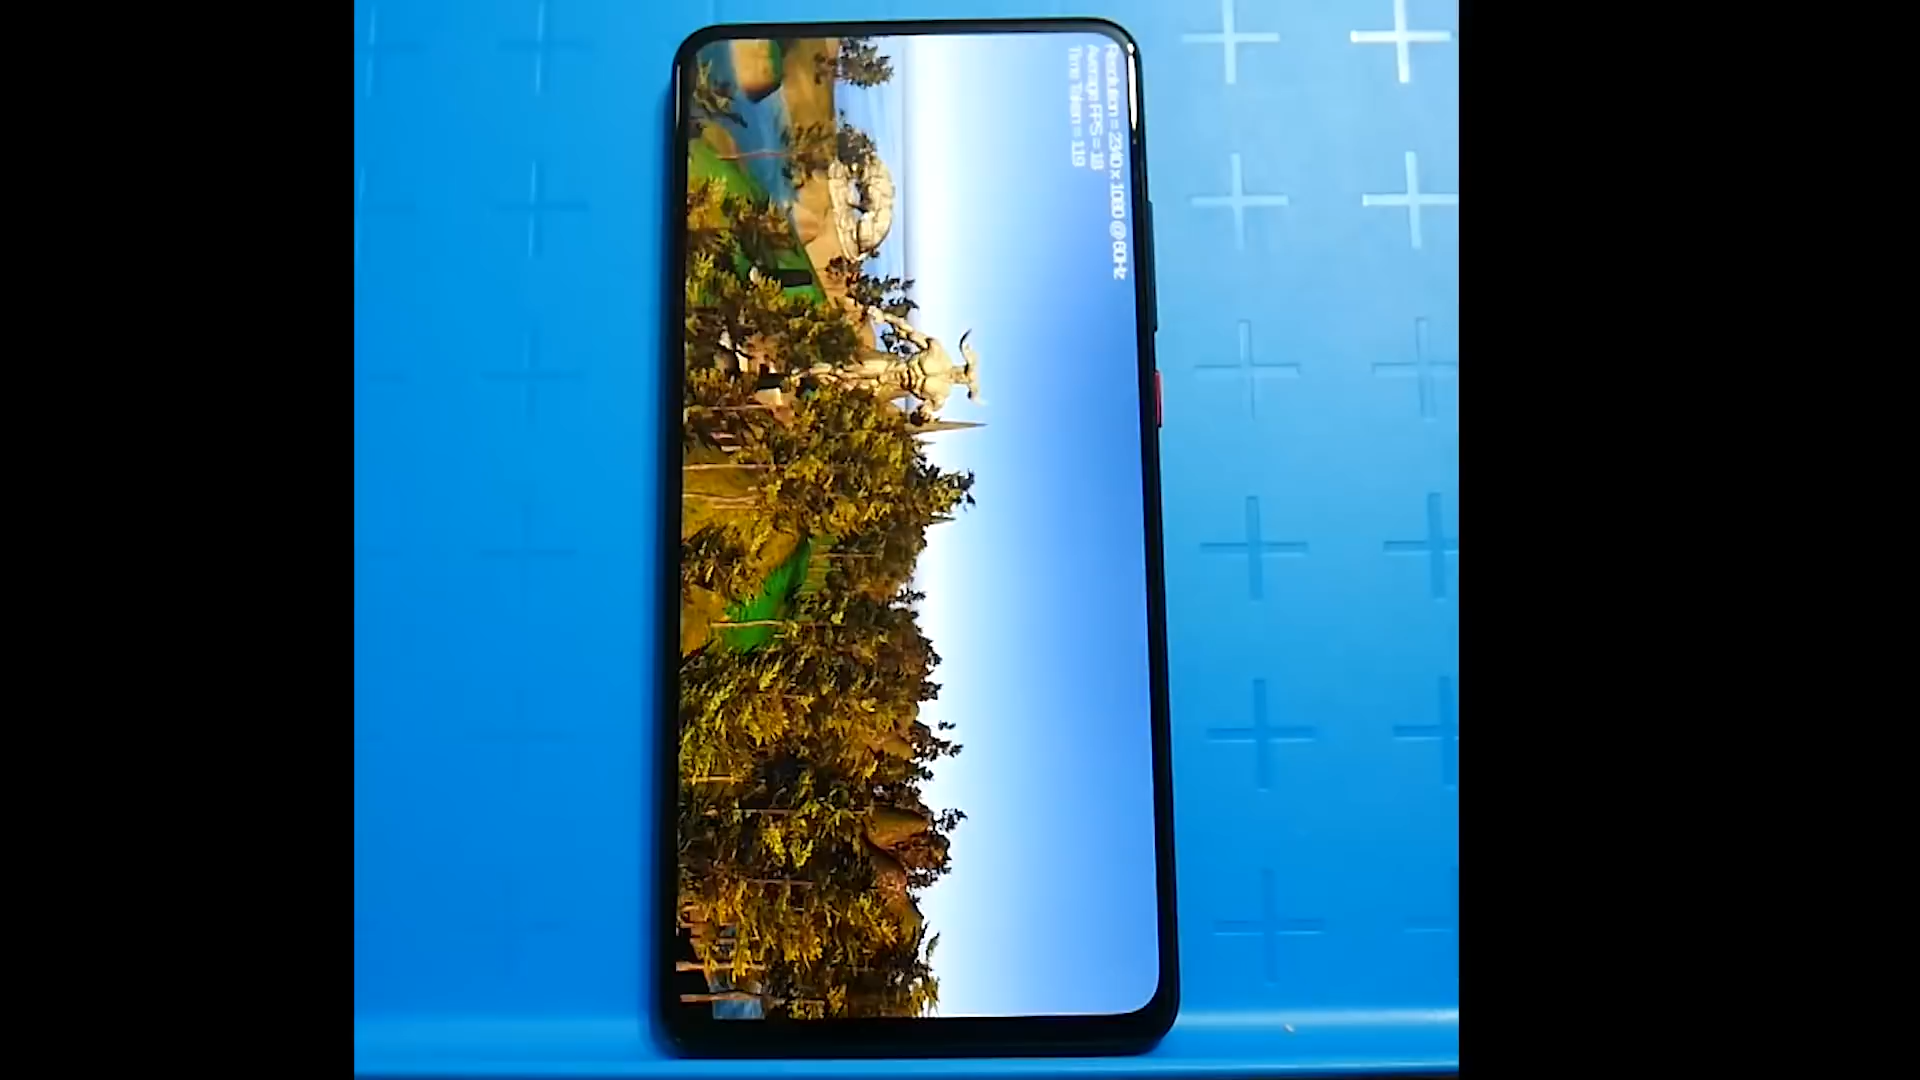 Resolution = 2340 x 1080 @ 60Hz
Average FPS = 18
Time Taken = 119